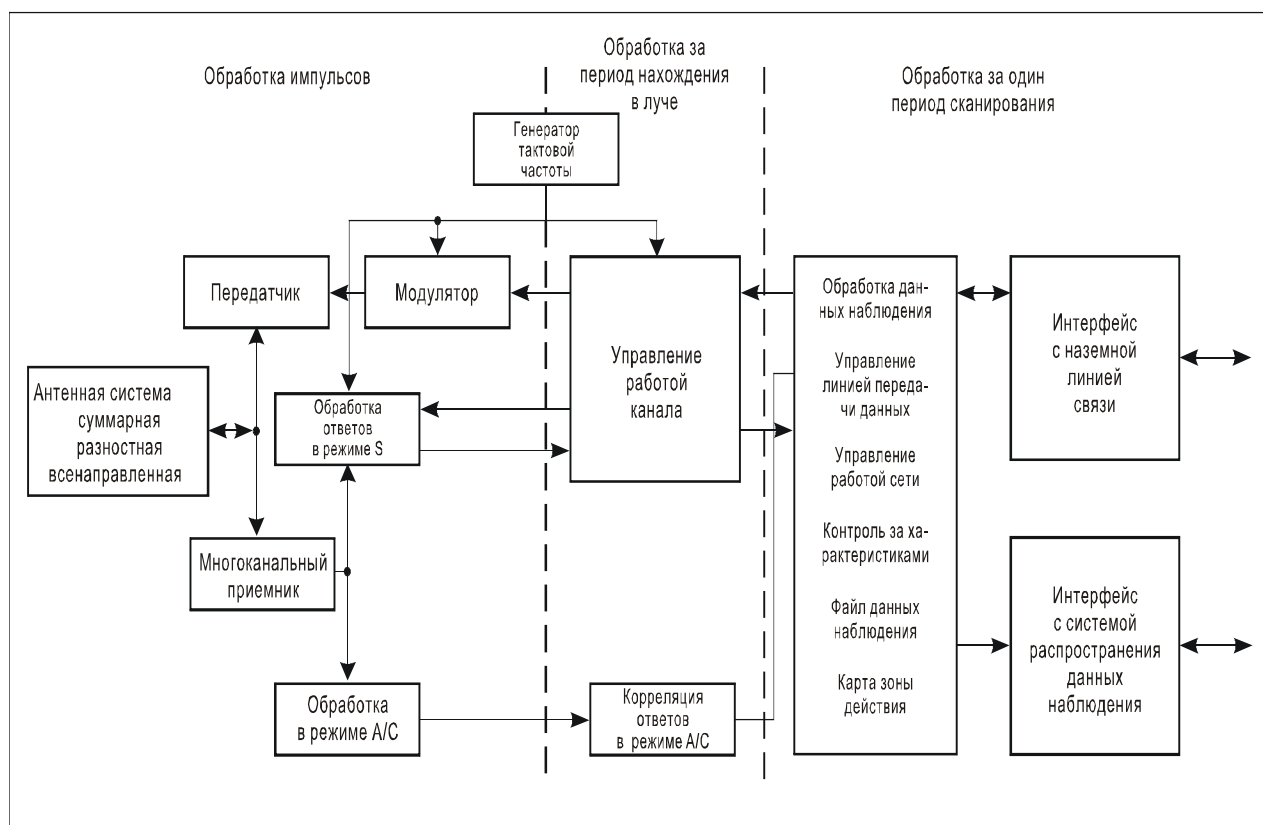 Обработка импульсов
Обработка за
период нахождения
в луче
Обработка за один
период сканирования
Генератор
тактовой
частоты
Передатчик
Модулятор
Управление
работой
канала
Обработка дан-
ных наблюдения
Управление
линией переда-
чи данных
Управление
работой сети
Контроль за ха-
рактеристиками
Файл данных
наблюдения
Карта зоны
действия
Интерфейс
с наземной
линией
связи
Антенная система
суммарная
разностная
всенаправленная
Обработка
ответов
в режиме S
Многоканальный
приемник
Интерфейс
с системой
распространения
данных
наблюдения
Обработка
в режиме A/C
Корреляция
ответов
в режиме A/C